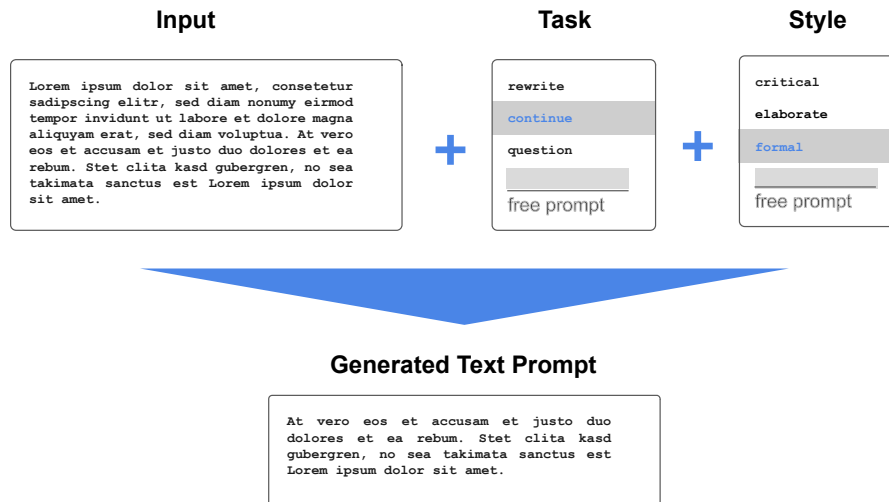 Input
Task
Style
Lorem ipsum dolor sit amet, consetetur
sadipscing elitr, sed diam nonumy eirmod
tempor invidunt ut labore et dolore magna
aliquyam erat, sed diam voluptua. At vero
eos et accusam et justo duo dolores et ea
rebum. Stet clita kasd gubergren, no sea
takimata sanctus est Lorem ipsum dolor
sit amet.
+
rewrite
continue
question
free prompt
+
critical
elaborate
formal
free prompt
Generated Text Prompt
At vero eos et accusam et justo duo
dolores et ea rebum. Stet clita kasd
gubergren, no sea takimata sanctus est
Lorem ipsum dolor sit amet.